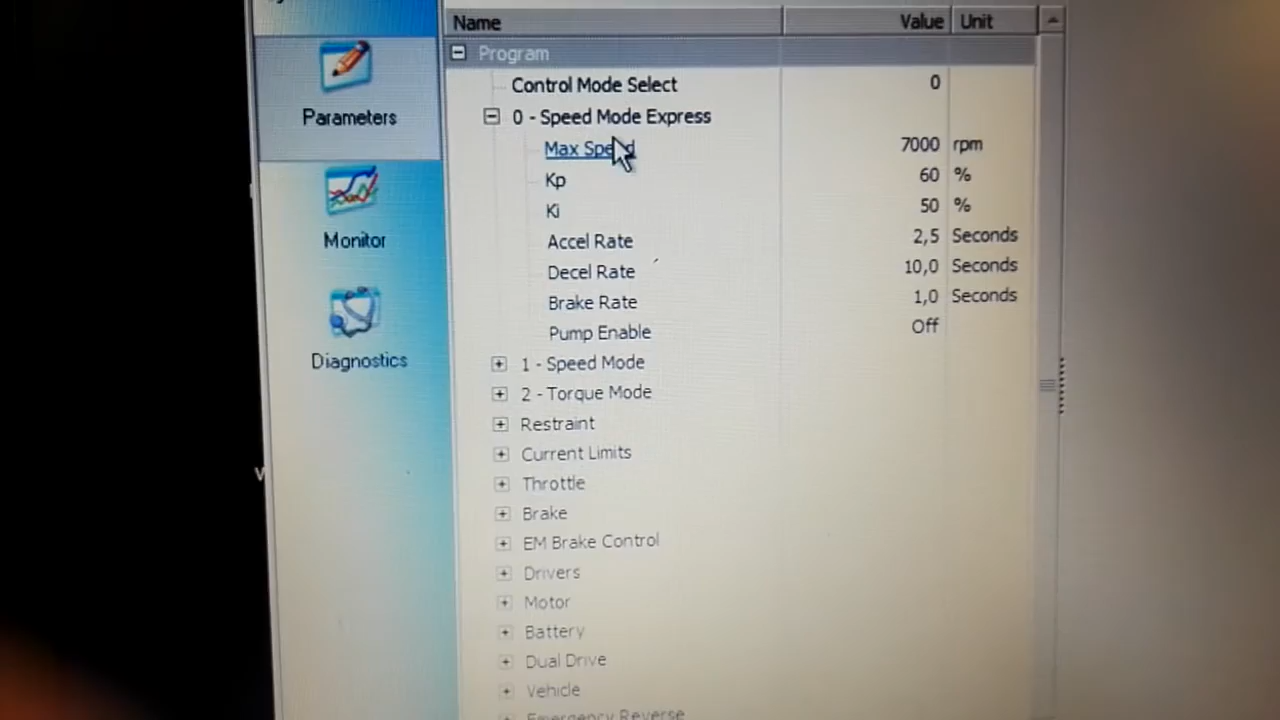 Name Value Unit
Program
Control Mode Select 0
0 - Speed Mode Express
Max Speed 7000 rpm
Kp 60 %
Ki 50 %
Accel Rate 2,5 Seconds
Decel Rate 10,0 Seconds
Brake Rate 1,0 Seconds
Pump Enable Off
1 - Speed Mode
2 - Torque Mode
Restraint
Current Limits
Throttle
Brake
EM Brake Control
Drivers
Motor
Battery
Dual Drive
Vehicle
Emergency Reverse
Parameters
Monitor
Diagnostics